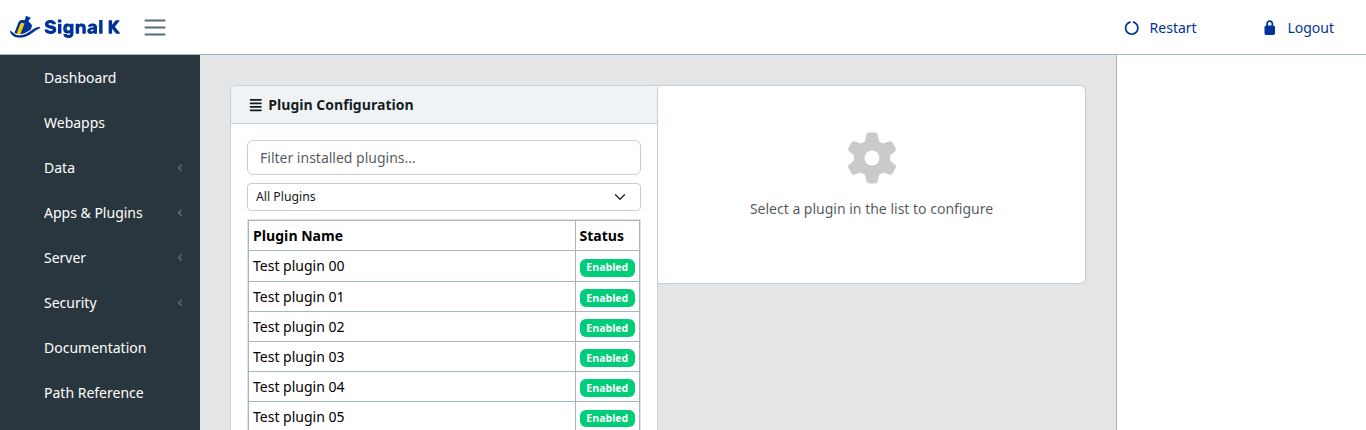 Signal K
Restart
Logout
Dashboard
Webapps
Data
Apps & Plugins
Server
Security
Documentation
Path Reference
Plugin Configuration
Filter installed plugins...
All Plugins
Plugin Name Status
Test plugin 00 Enabled
Test plugin 01 Enabled
Test plugin 02 Enabled
Test plugin 03 Enabled
Test plugin 04 Enabled
Test plugin 05 Enabled
Select a plugin in the list to configure